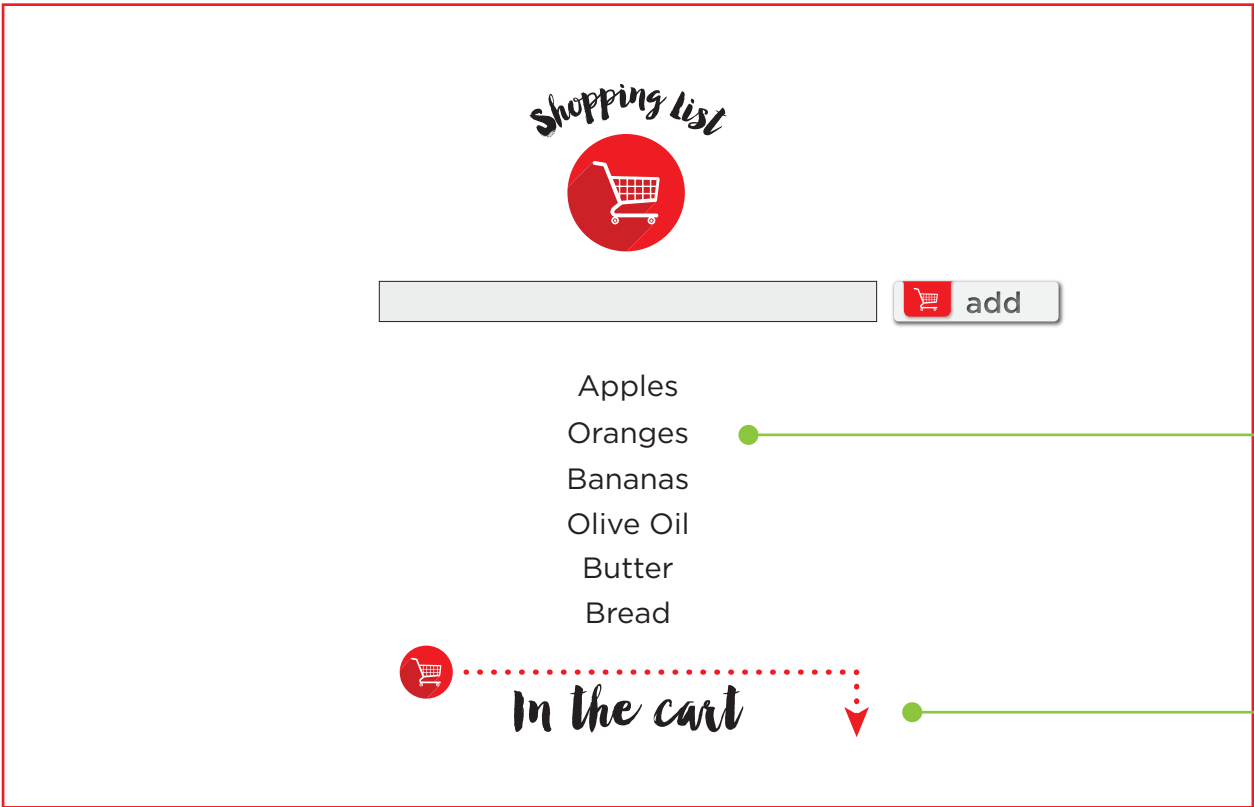 Shopping List
add
Apples
Oranges
Bananas
Olive Oil
Butter
Bread
In the cart